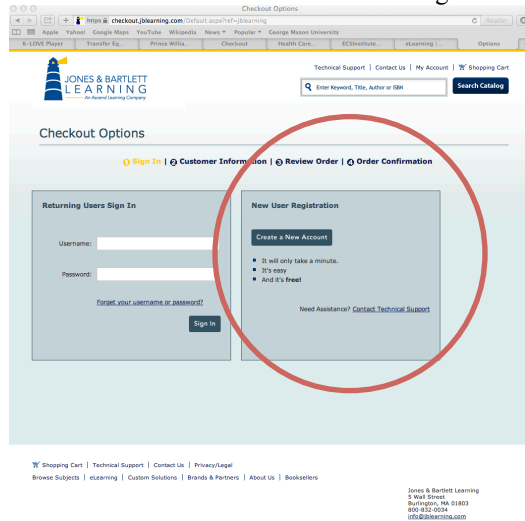 Checkout Options
https checkout.jblearning.com/Default.aspx?ref=jblearning
Reader
Apple Yahoo! Google Maps YouTube Wikipedia News Popular George Mason University
K-LOVE Player Transfer Eq... Prince Willia... Checkout Health Care... ECSInstitute... eLearning |... Options
Technical Support | Contact Us | My Account | Shopping Cart
JONES & BARTLETT
LEARNING
An Ascend Learning Company
Enter Keyword, Title, Author or ISBN
Search Catalog
Checkout Options
1 Sign In | 2 Customer Information | 3 Review Order | 4 Order Confirmation
Returning Users Sign In
Username:
Password:
Forget your username or password?
Sign In
New User Registration
Create a New Account
It will only take a minute.
It's easy
And it's free!
Need Assistance? Contact Technical Support
Shopping Cart | Technical Support | Contact Us | Privacy/Legal
Browse Subjects | eLearning | Custom Solutions | Brands & Partners | About Us | Booksellers
Jones & Bartlett Learning
5 Wall Street
Burlington, MA 01803
800-832-0034
info@jblearning.com